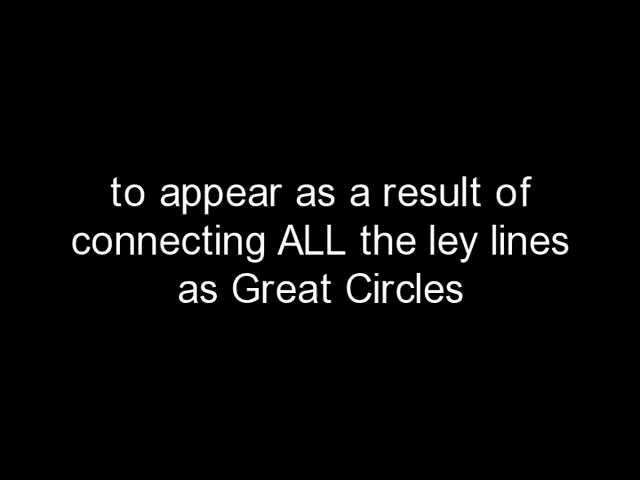 to appear as a result of
connecting ALL the ley lines
as Great Circles